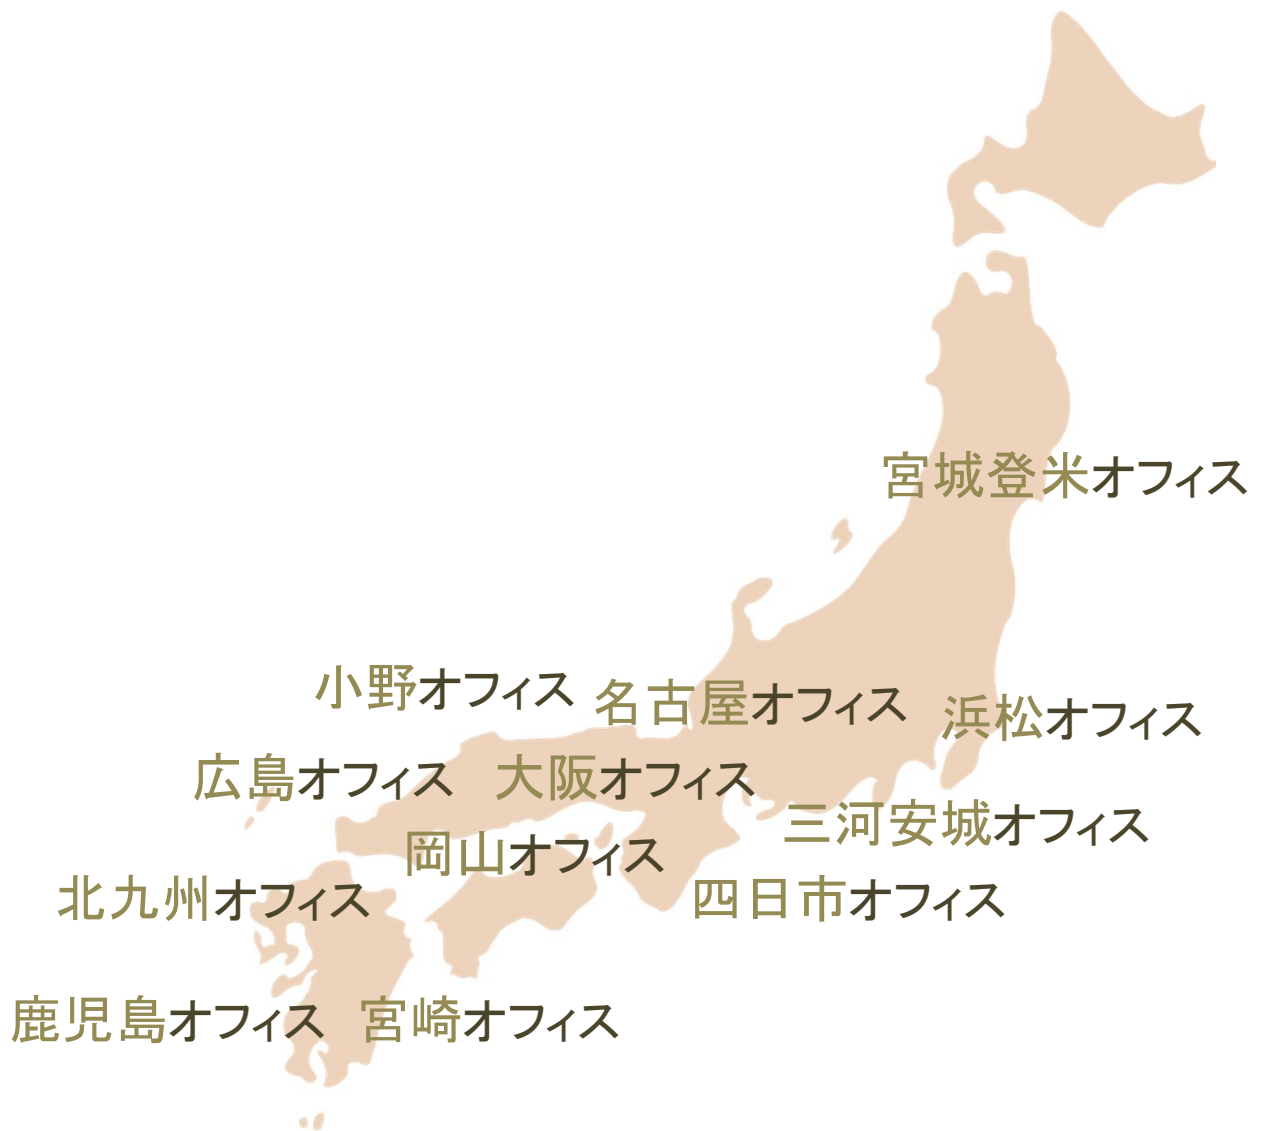 宮城登米オフィス
小野オフィス
名古屋オフィス
浜松オフィス
広島オフィス
大阪オフィス
三河安城オフィス
岡山オフィス
北九州オフィス
四日市オフィス
鹿児島オフィス
宮崎オフィス